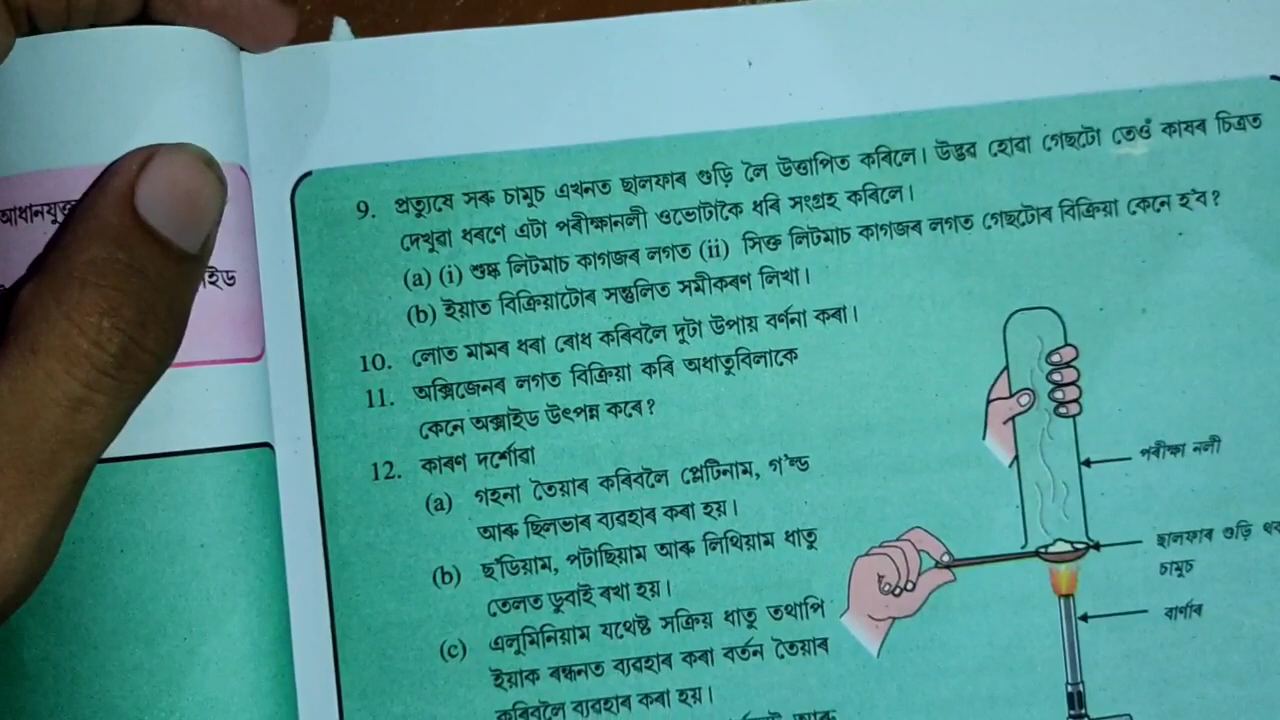 আধানযুক্ত
াইড
9. প্ৰত্যুষে সৰু চামুচ এখনত ছালফাৰ গুড়ি লৈ উত্তাপিত কৰিলে। উদ্ভৱ হোৱা গেছটো তেওঁ কাষৰ চিত্ৰত
দেখুৱা ধৰণে এটা পৰীক্ষানলী ওভোটাকৈ ধৰি সংগ্ৰহ কৰিলে।
(a) (i) শুষ্ক লিটমাচ কাগজৰ লগত (ii) সিক্ত লিটমাচ কাগজৰ লগত গেছটোৰ বিক্ৰিয়া কেনে হ'ব?
(b) ইয়াত বিক্ৰিয়াটোৰ সন্তুলিত সমীকৰণ লিখা।
10. লোত মামৰ ধৰা ৰোধ কৰিবলৈ দুটা উপায় বৰ্ণনা কৰা।
11. অক্সিজেনৰ লগত বিক্ৰিয়া কৰি অধাতুবিলাকে
কেনে অক্সাইড উৎপন্ন কৰে?
12. কাৰণ দৰ্শোৱা
(a) গহনা তৈয়াৰ কৰিবলৈ প্লেটিনাম, গ'ল্ড
আৰু ছিলভাৰ ব্যৱহাৰ কৰা হয়।
(b) ছ'ডিয়াম, পটাছিয়াম আৰু লিথিয়াম ধাতু
তেলত ডুবাই ৰখা হয়।
(c) এলুমিনিয়াম যথেষ্ট সক্ৰিয় ধাতু তথাপি
ইয়াক ৰন্ধনত ব্যৱহাৰ কৰা বৰ্তন তৈয়াৰ
কৰিবলৈ ব্যৱহাৰ কৰা হয়।
আৰু
পৰীক্ষা নলী
ছালফাৰ গুড়ি থকা
চামুচ
বাৰ্ণাৰ